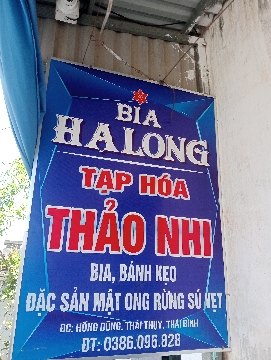 BIA
HALONG
TẠP HÓA
THẢO NHI
BIA, BÁNH KẸO
ĐẶC SẢN MẬT ONG RỪNG SÚ VẸT
ĐC: HỒNG DŨNG, THÁI THỤY, THÁI BÌNH
ĐT: 0386.096.828